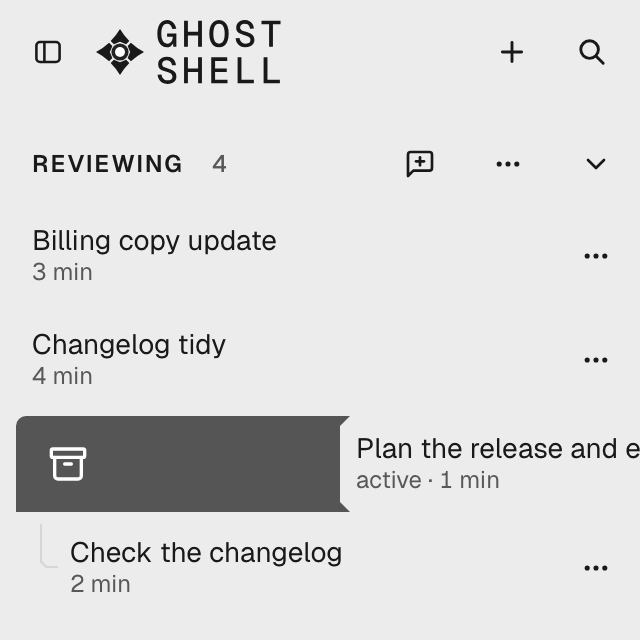 GHOST
SHELL
REVIEWING 4
Billing copy update
3 min
Changelog tidy
4 min
Plan the release and e
active · 1 min
Check the changelog
2 min